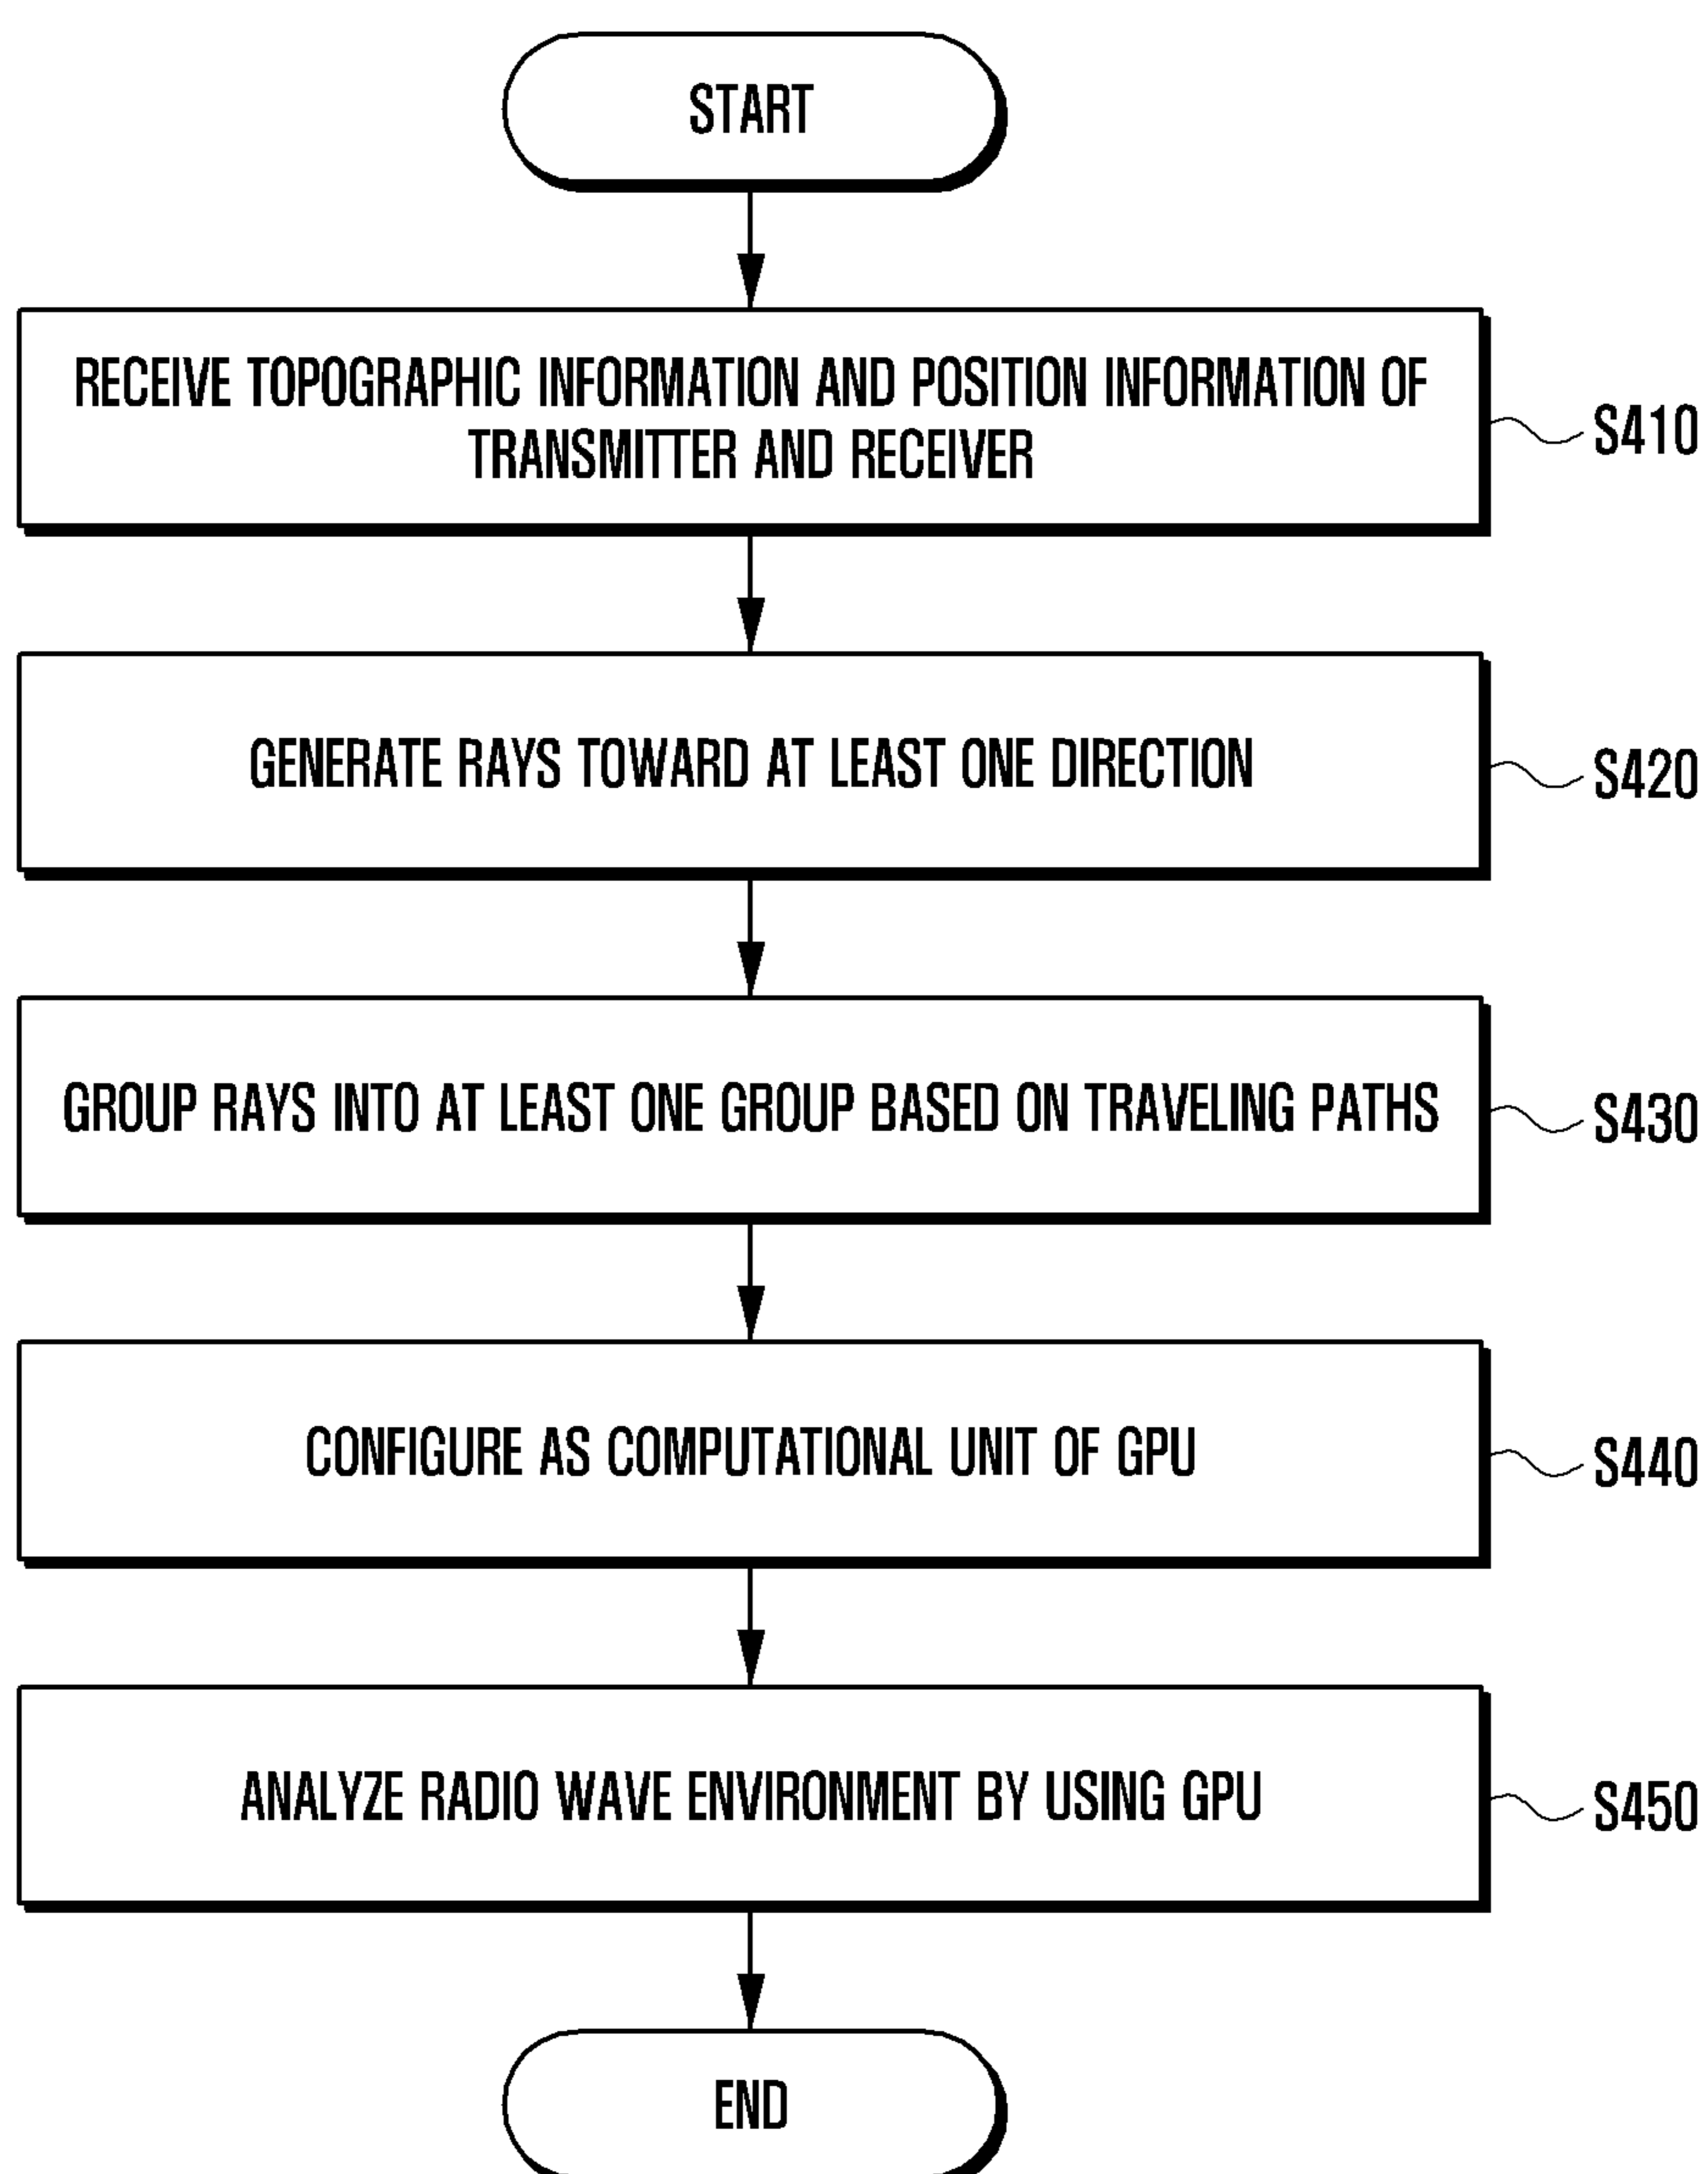 START
RECEIVE TOPOGRAPHIC INFORMATION AND POSITION INFORMATION OF
TRANSMITTER AND RECEIVER
S410
GENERATE RAYS TOWARD AT LEAST ONE DIRECTION
S420
GROUP RAYS INTO AT LEAST ONE GROUP BASED ON TRAVELING PATHS
S430
CONFIGURE AS COMPUTATIONAL UNIT OF GPU
S440
ANALYZE RADIO WAVE ENVIRONMENT BY USING GPU
S450
END